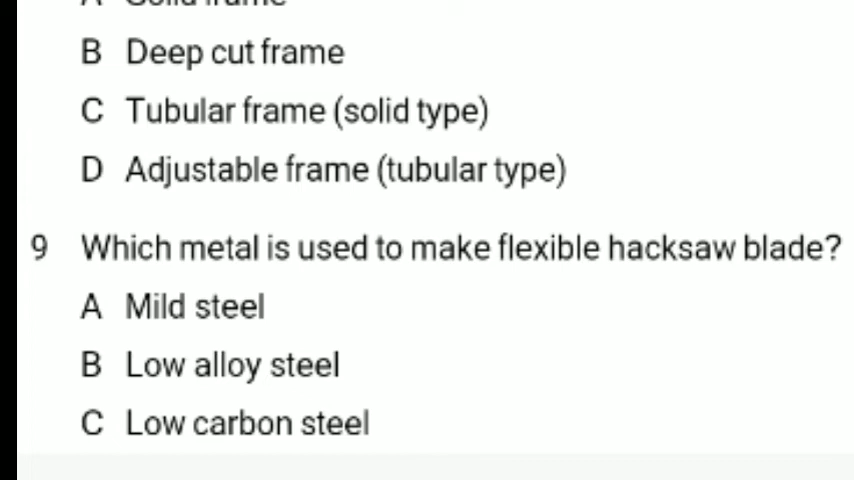 B Deep cut frame
C Tubular frame (solid type)
D Adjustable frame (tubular type)
9 Which metal is used to make flexible hacksaw blade?
A Mild steel
B Low alloy steel
C Low carbon steel